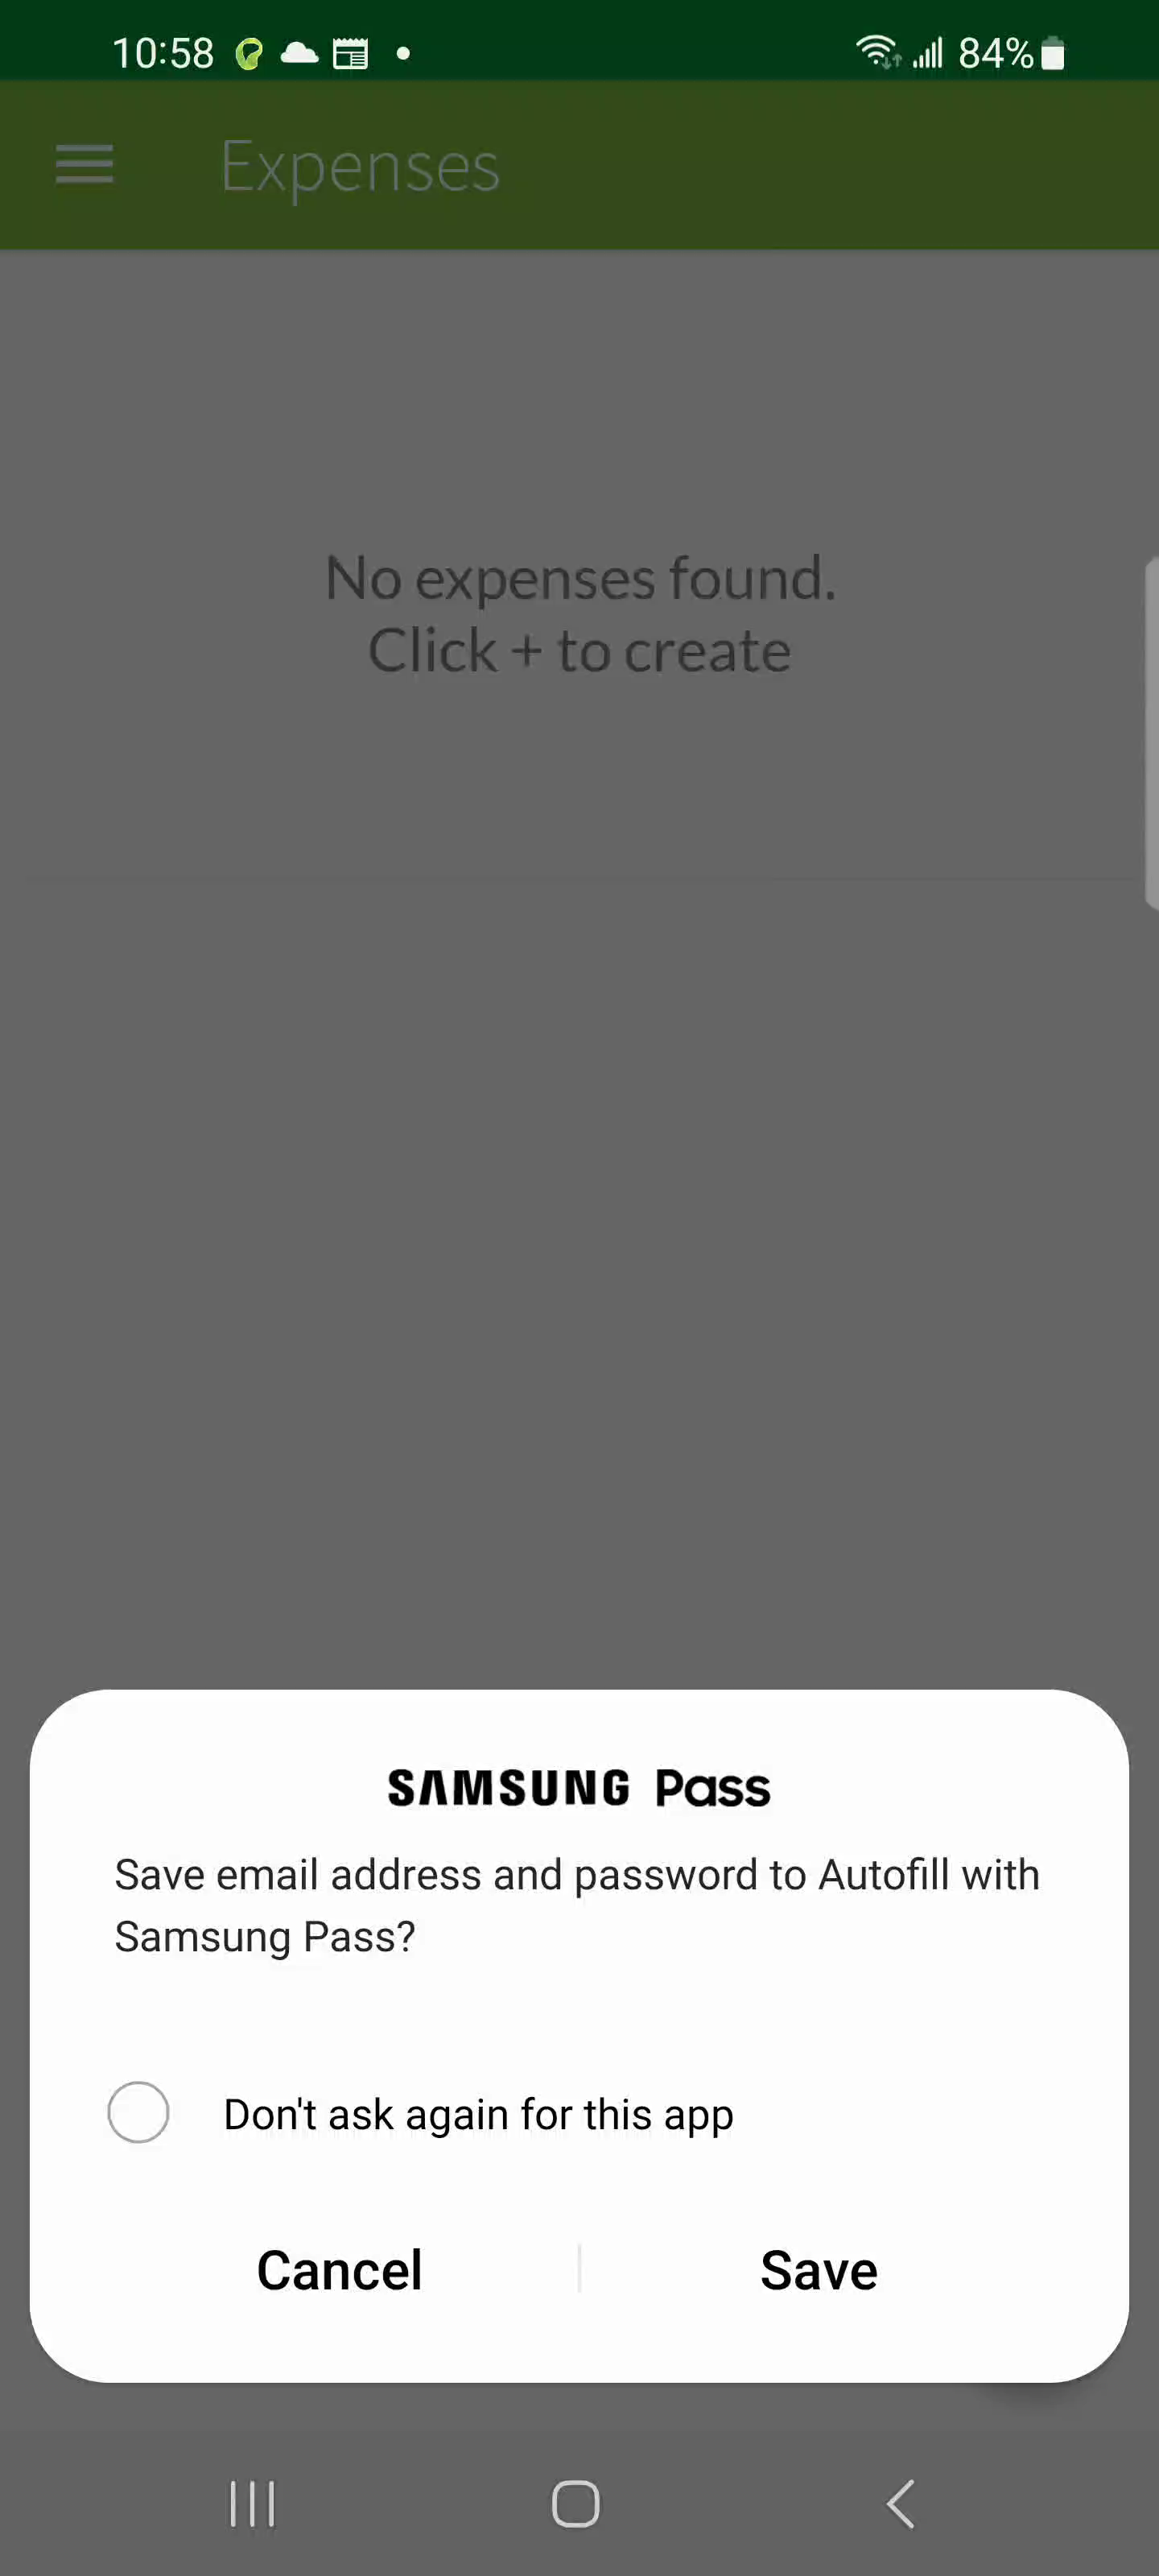 10:58
84%
Expenses
No expenses found.
Click + to create
SAMSUNG Pass
Save email address and password to Autofill with
Samsung Pass?
Don't ask again for this app
Cancel
Save